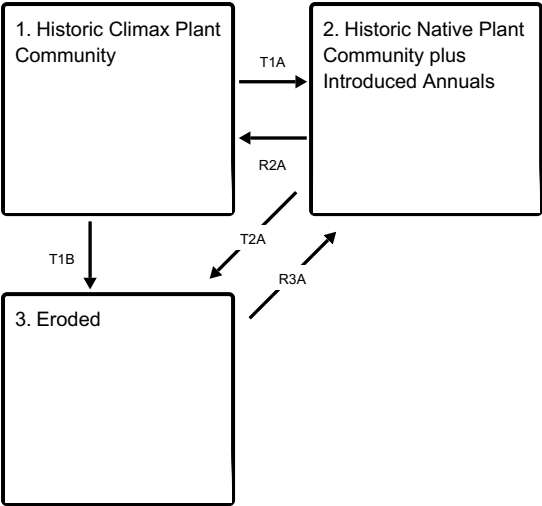 1. Historic Climax Plant
Community
T1A
2. Historic Native Plant
Community plus
Introduced Annuals
R2A
T2A
T1B
R3A
3. Eroded